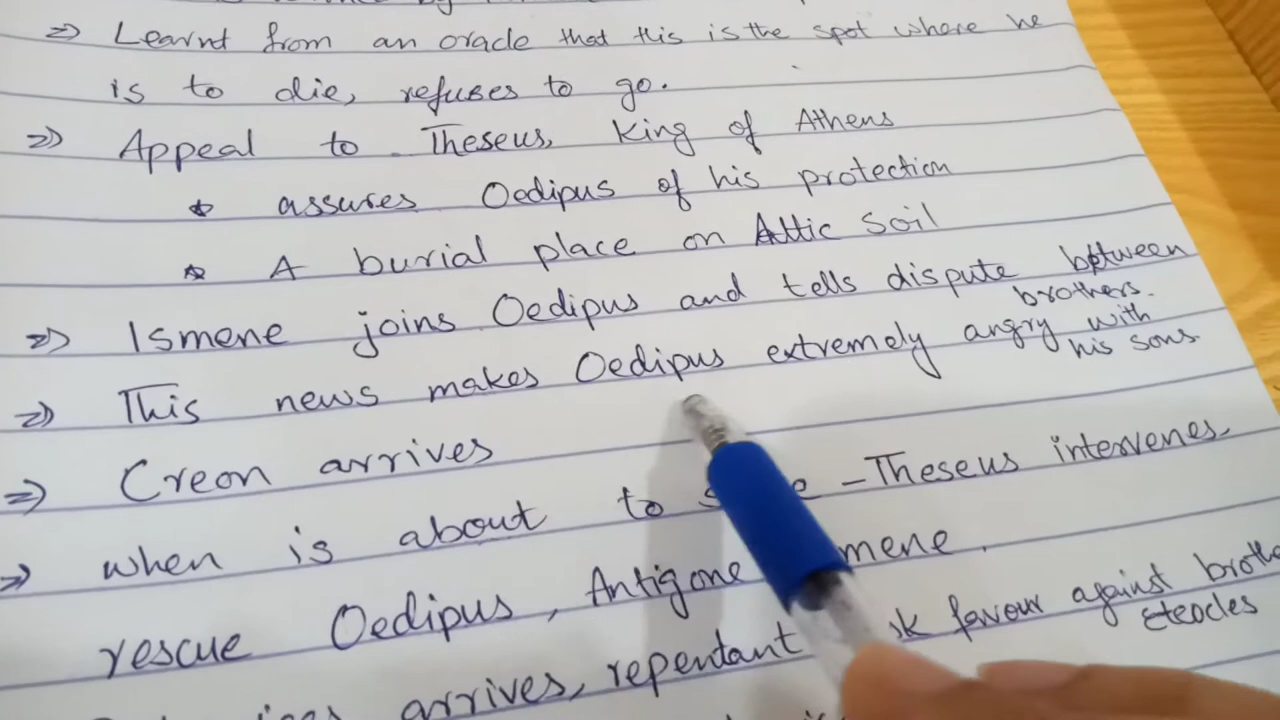 ⇒ Learnt from an oracle that this is the spot where he
is to die, refuses to go.
⇒ Appeal to Theseus, King of Athens
* assures Oedipus of his protection
* A burial place on Attic Soil
⇒ Ismene joins Oedipus and tells dispute between
brothers.
⇒ This news makes Oedipus extremely angry with
his sons.
⇒ Creon arrives
⇒ when is about to - Theseus intervenes,
rescue Oedipus, Antigone
arrives, repentant favour against
Eteocles